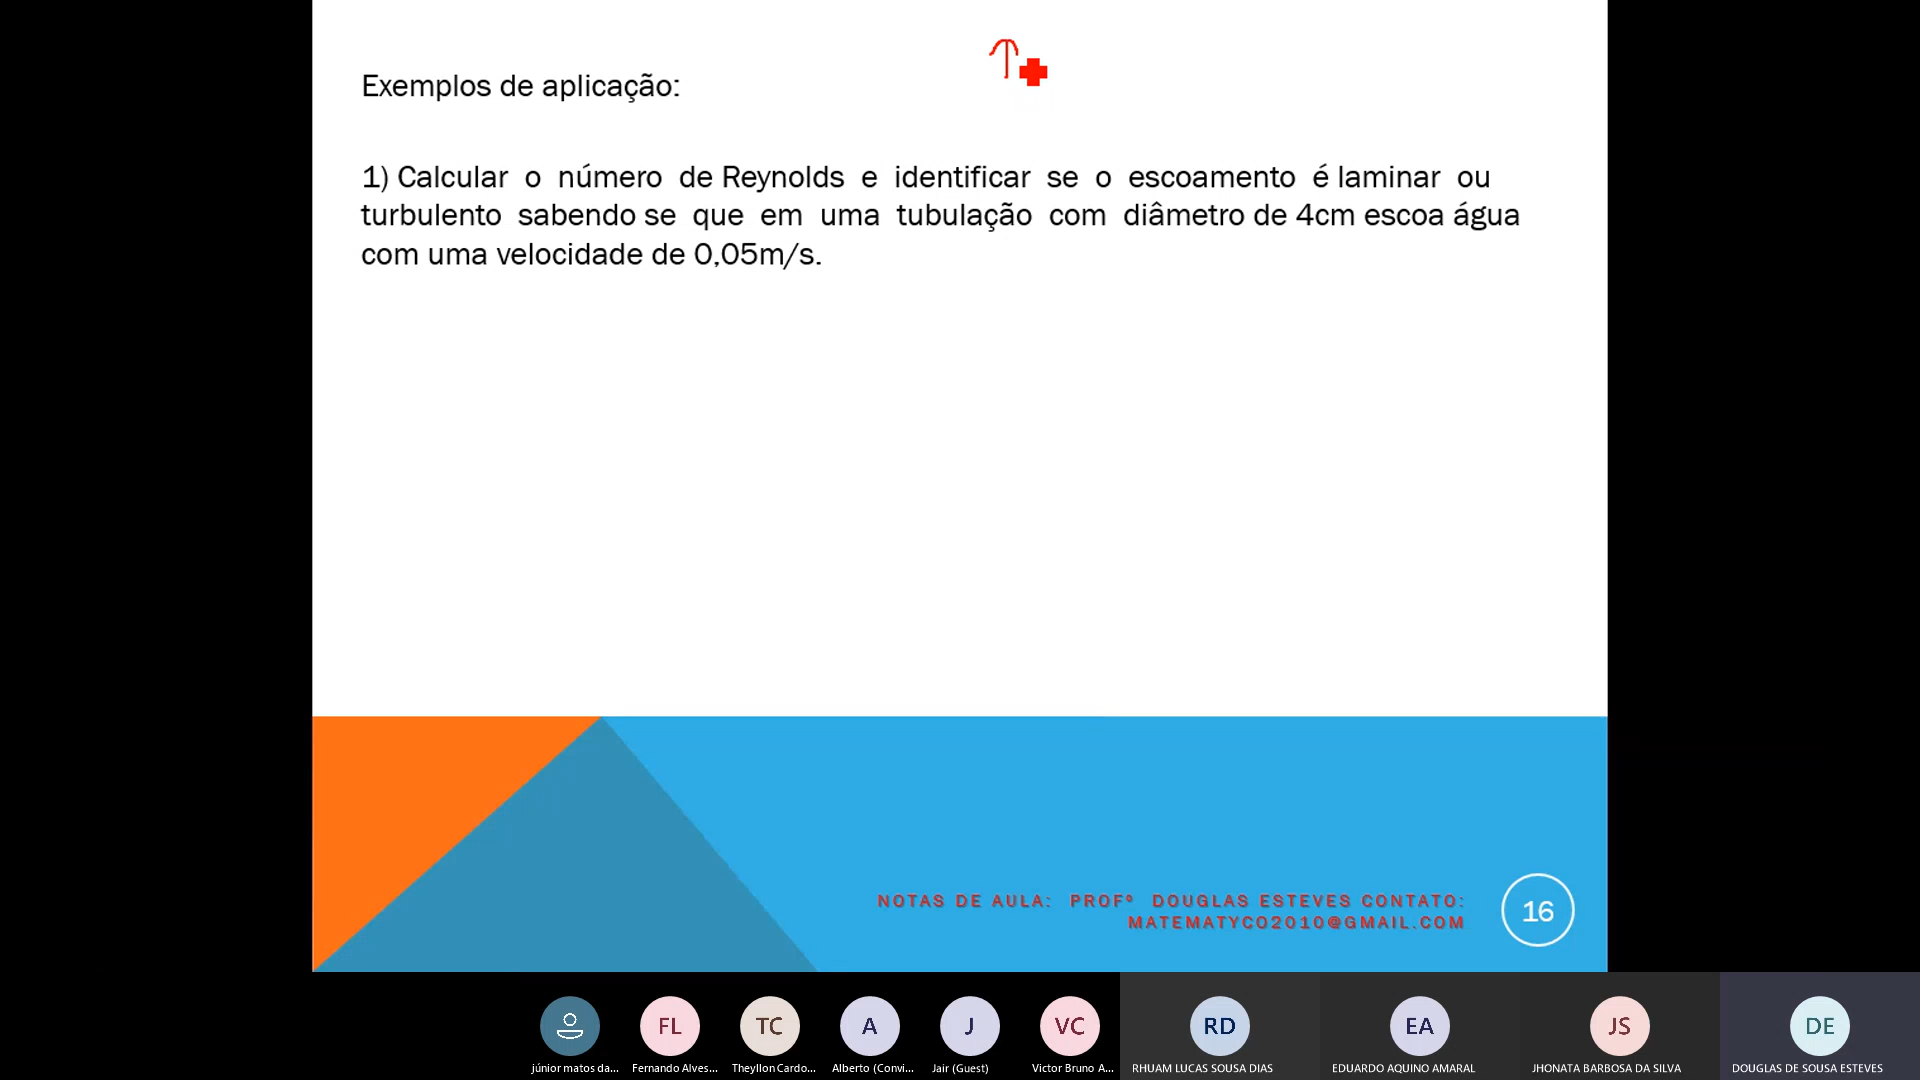 Exemplos de aplicação:
1) Calcular o número de Reynolds e identificar se o escoamento é laminar ou
turbulento sabendo se que em uma tubulação com diâmetro de 4cm escoa água
com uma velocidade de 0,05m/s.
NOTAS DE AULA: PROFº DOUGLAS ESTEVES CONTATO:
MATEMATYCO2010@GMAIL.COM
16
FL TC A J VC RD EA JS DE
júnior matos da... Fernando Alves... Theyllon Cardo... Alberto (Convi... Jair (Guest) Victor Bruno A... RHUAM LUCAS SOUSA DIAS EDUARDO AQUINO AMARAL JHONATA BARBOSA DA SILVA DOUGLAS DE SOUSA ESTEVES